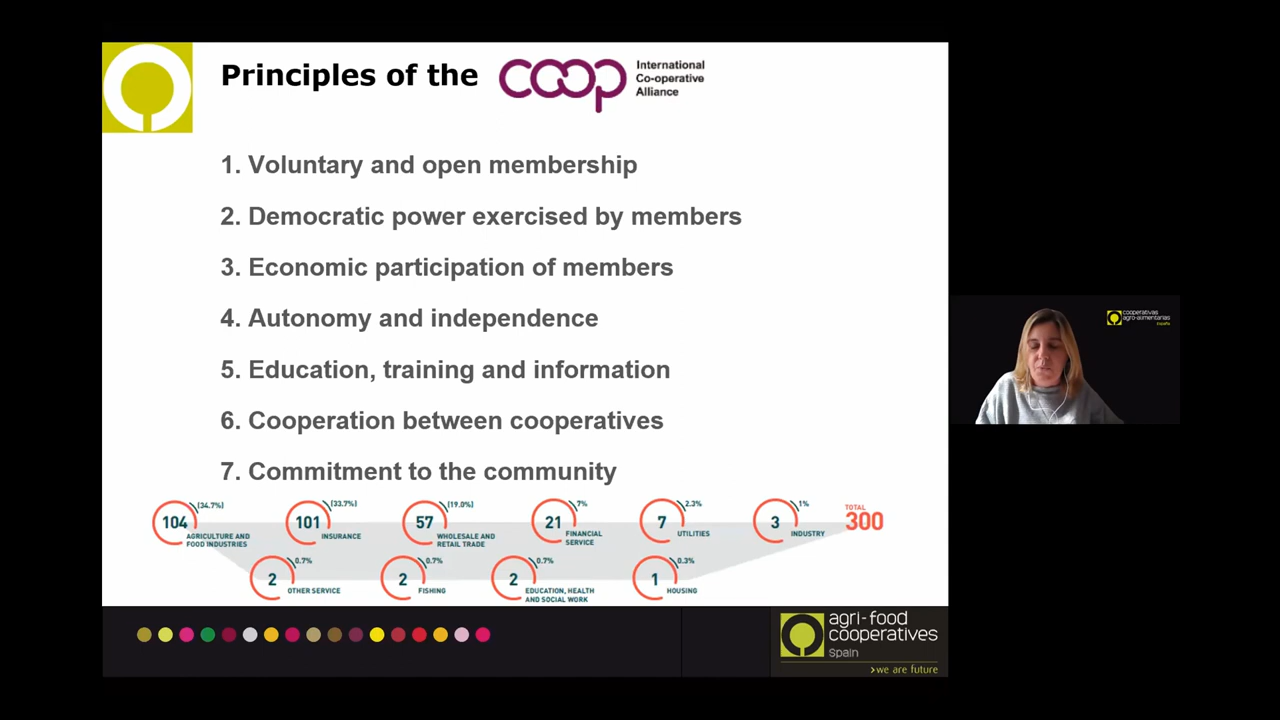 Principles of the
coop
International
Co-operative
Alliance
1. Voluntary and open membership
2. Democratic power exercised by members
3. Economic participation of members
4. Autonomy and independence
5. Education, training and information
6. Cooperation between cooperatives
7. Commitment to the community
104
(34.7%)
AGRICULTURE AND
FOOD INDUSTRIES
101
(33.7%)
INSURANCE
57
(19.0%)
WHOLESALE AND
RETAIL TRADE
21
7%
FINANCIAL
SERVICE
7
2.3%
UTILITIES
3
1%
INDUSTRY
TOTAL
300
2
0.7%
OTHER SERVICE
2
0.7%
FISHING
2
0.7%
EDUCATION, HEALTH
AND SOCIAL WORK
1
0.3%
HOUSING
agri-food
cooperatives
Spain
>we are future
cooperativas
agro-alimentarias
españa